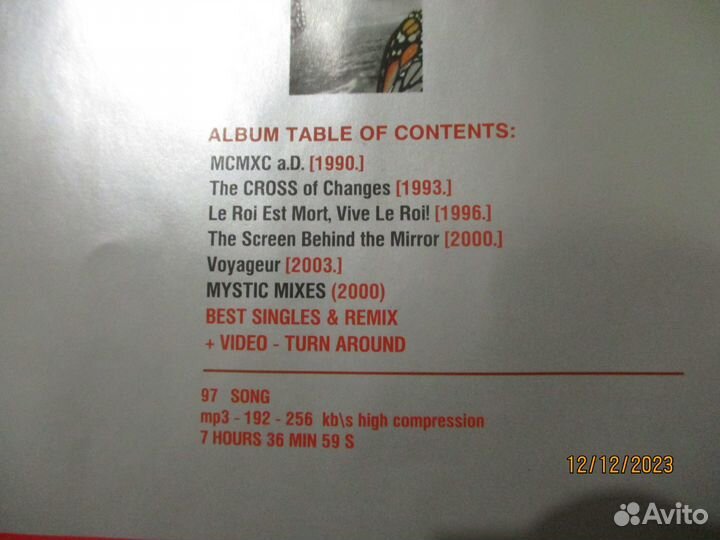 ALBUM TABLE OF CONTENTS:
MCMXC a.D. [1990.]
The CROSS of Changes [1993.]
Le Roi Est Mort, Vive Le Roi! [1996.]
The Screen Behind the Mirror [2000.]
Voyageur [2003.]
MYSTIC MIXES (2000)
BEST SINGLES & REMIX
+ VIDEO - TURN AROUND
97 SONG
mp3 - 192 - 256 kb\s high compression
7 HOURS 36 MIN 59 S
12/12/2023
Avito